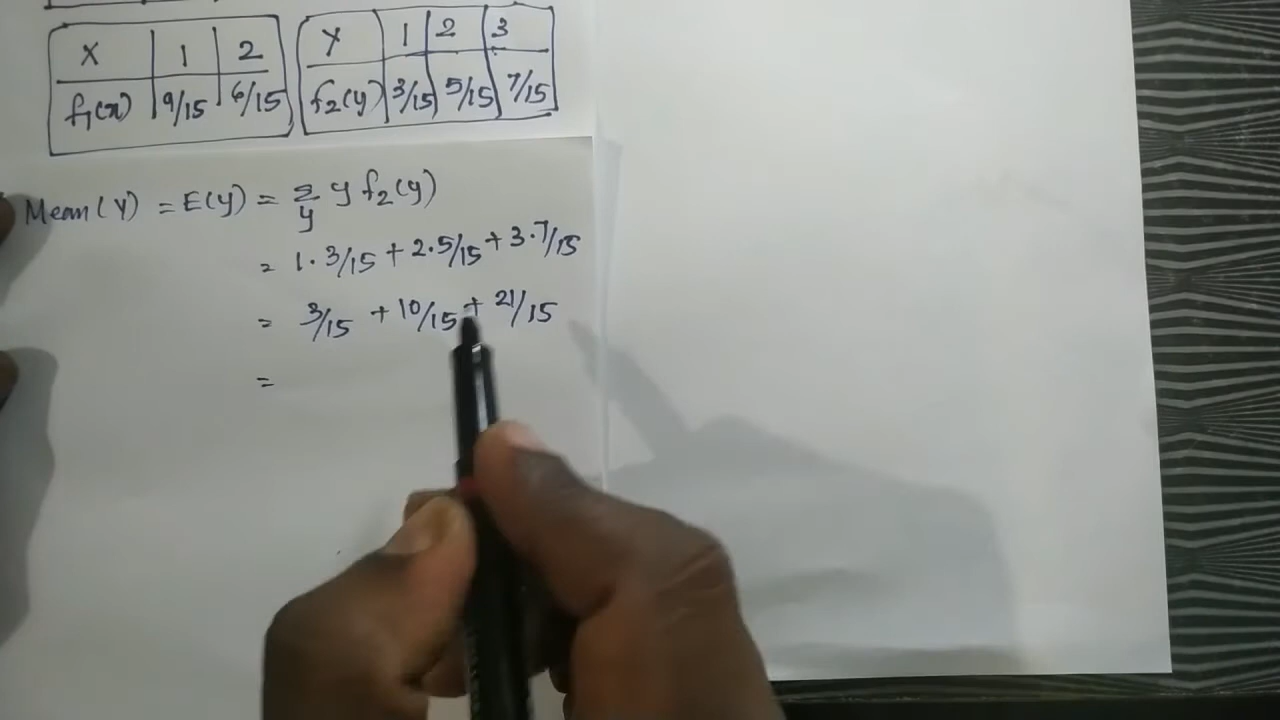 X 1 2
f₁(x) 9/15 6/15
Y 1 2 3
f₂(y) 3/15 5/15 7/15
Mean(Y) = E(y) = Σ y f₂(y)
y
= 1.3/15 + 2.5/15 + 3.7/15
= 3/15 + 10/15 + 21/15
=